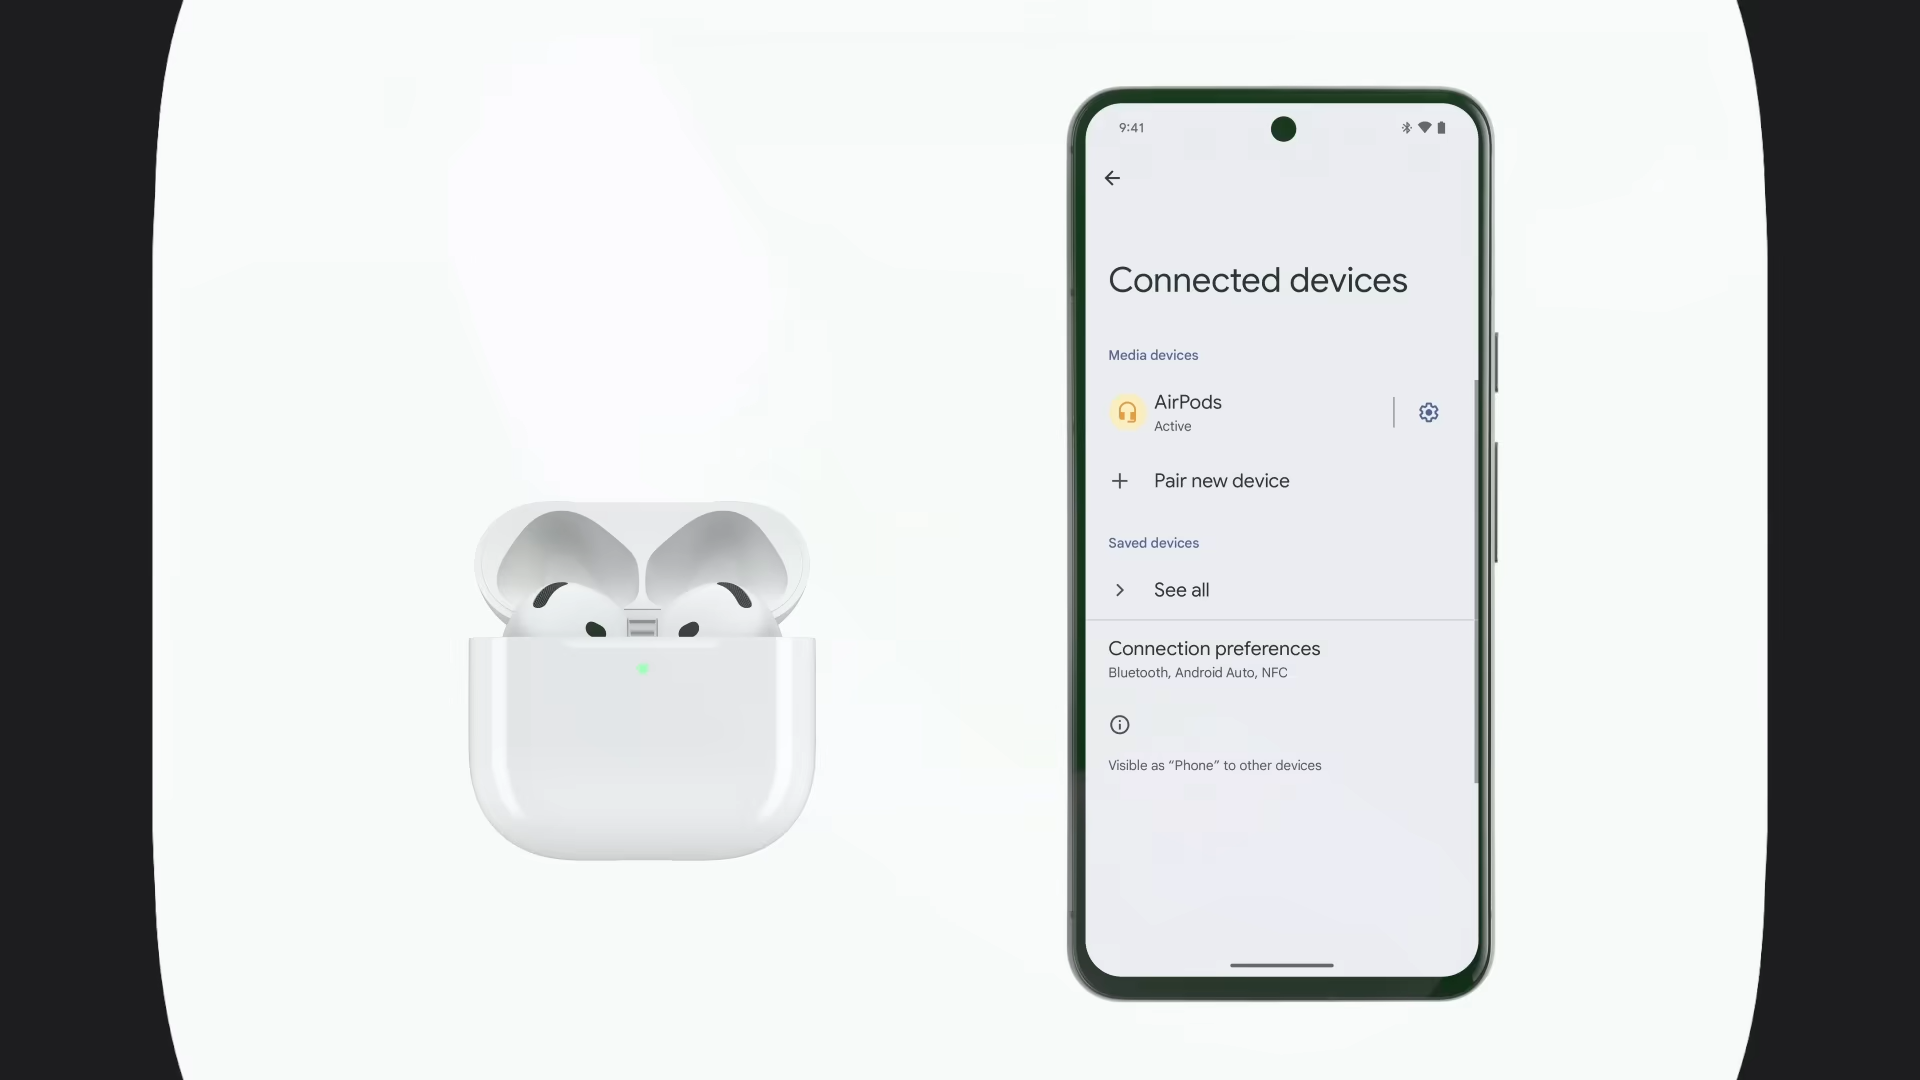 9:41
Connected devices
Media devices
AirPods
Active
Pair new device
Saved devices
See all
Connection preferences
Bluetooth, Android Auto, NFC
Visible as “Phone” to other devices